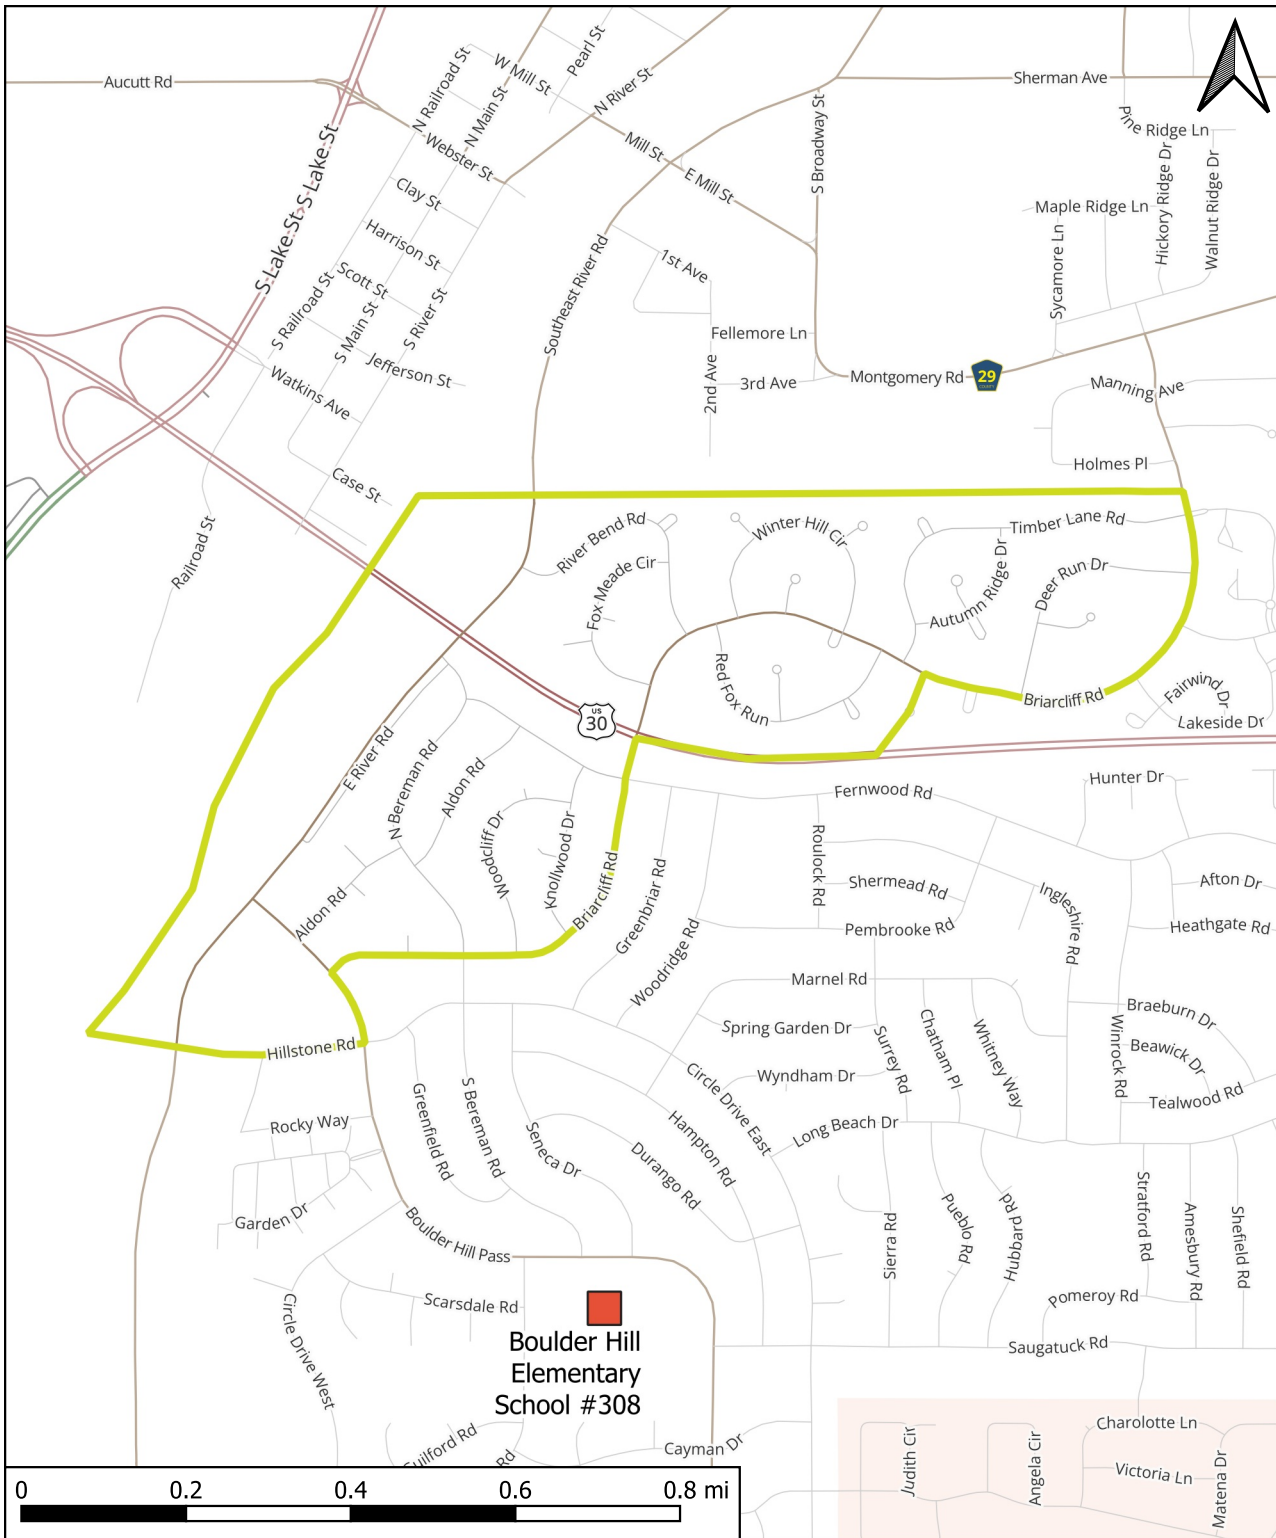 Aucutt Rd
N Railroad St
W Mill St
Pearl St
N Main St
N River St
Webster St
S Lake St
S Lake St
Mill St
E Mill St
S Broadway St
Sherman Ave
Pine Ridge Ln
Hickory Ridge Dr
Walnut Ridge Dr
Maple Ridge Ln
Sycamore Ln
Clay St
Harrison St
Scott St
S Railroad St
S Main St
S River St
Jefferson St
Watkins Ave
Case St
Railroad St
Southeast River Rd
1st Ave
Fellemore Ln
2nd Ave
3rd Ave
Montgomery Rd
29
COUNTY
Manning Ave
Holmes Pl
River Bend Rd
Fox Meade Cir
Winter Hill Cir
Timber Lane Rd
Autumn Ridge Dr
Deer Run Dr
Red Fox Run
Briarcliff Rd
Fairwind Dr
Lakeside Dr
US
30
E River Rd
N Bereman Rd
Aldon Rd
Woodcliff Dr
Knollwood Dr
Briarcliff Rd
Aldon Rd
Greenbriar Rd
Woodridge Rd
Fernwood Rd
Hunter Dr
Roulock Rd
Shermead Rd
Pembrooke Rd
Ingleshire Rd
Afton Dr
Heathgate Rd
Marnel Rd
Spring Garden Dr
Wyndham Dr
Surrey Rd
Chatham Pl
Whitney Way
Winrock Rd
Braeburn Dr
Beawick Dr
Tealwood Rd
Hillstone Rd
Rocky Way
Garden Dr
Greenfield Rd
S Bereman Rd
Seneca Dr
Circle Drive East
Hampton Rd
Durango Rd
Long Beach Dr
Boulder Hill Pass
Sierra Rd
Pueblo Rd
Hubbard Rd
Stratford Rd
Amesbury Rd
Shefield Rd
Pomeroy Rd
Saugatuck Rd
Circle Drive West
Scarsdale Rd
Boulder Hill
Elementary
School #308
Guilford Rd
Rd
Cayman Dr
Judith Cir
Angela Cir
Charolotte Ln
Victoria Ln
Matena Dr
0 0.2 0.4 0.6 0.8 mi